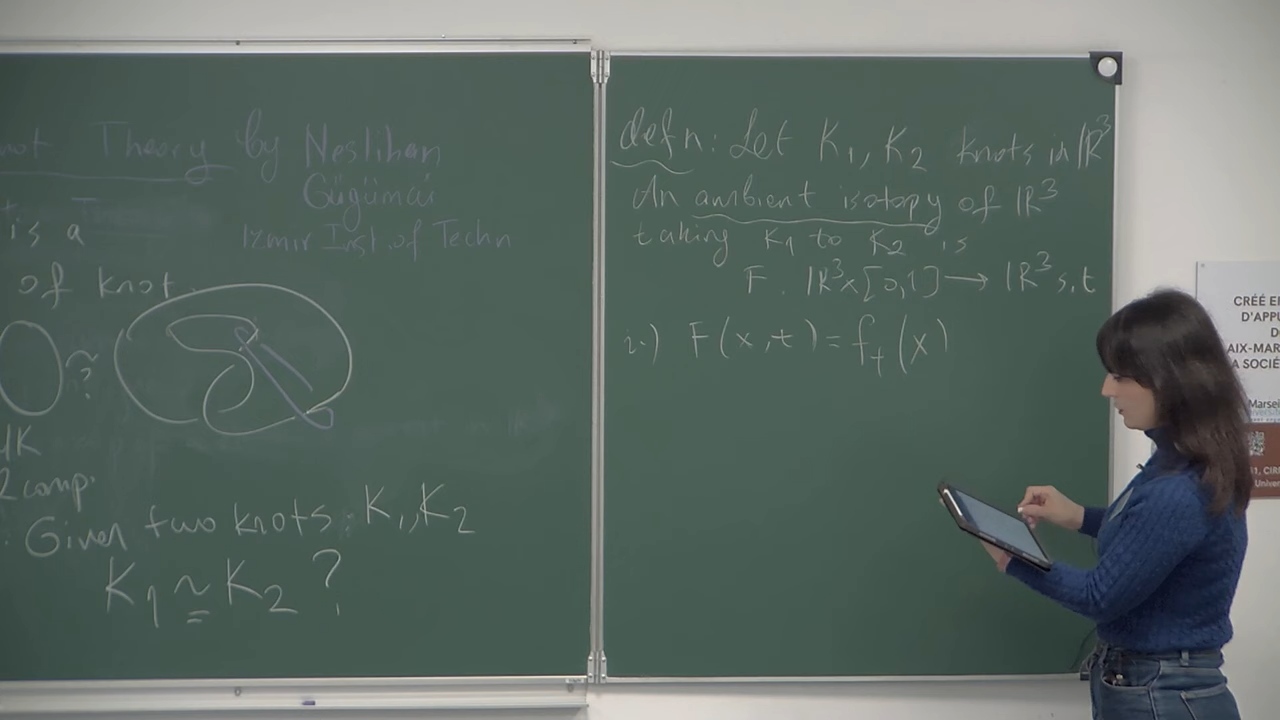 Theory by Neslihan
Gügümcü
is a
Izmir Inst. of Techn
of knot
~
?
2 comp.
Given two knots: K₁, K₂
K₁ ≅ K₂ ?
defn: Let K₁, K₂ knots in ℝ³
An ambient isotopy of ℝ³
taking K₁ to K₂ is
F: ℝ³×[0,1] → ℝ³ s.t
i.) F(x,t) = fₜ(x)
CRÉÉ
D'APPU
AIX-MAR
A SOCIÉ
Marsei